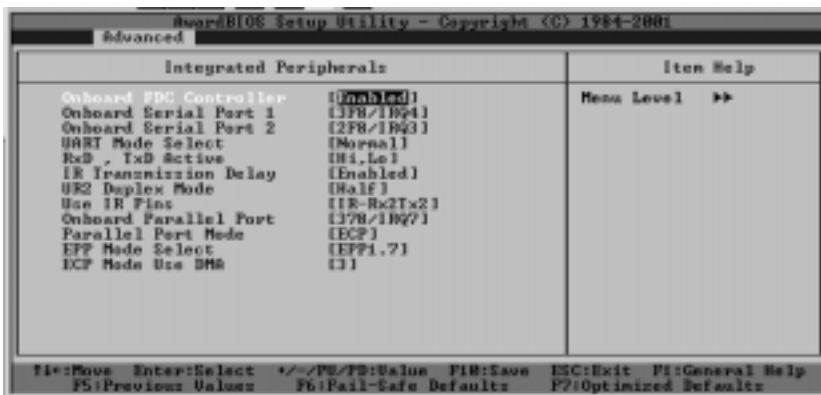 AwardBIOS Setup Utility - Copyright (C) 1984-2001
Advanced
Integrated Peripherals
Item Help
Onboard FDC Controller [Enabled]
Menu Level ▶▶
Onboard Serial Port 1 [3F8/IRQ4]
Onboard Serial Port 2 [2F8/IRQ3]
UART Mode Select [Normal]
RxD , TxD Active [Hi,Lo]
IR Transmission Delay [Enabled]
UR2 Duplex Mode [Half]
Use IR Pins [IR-Rx2Tx2]
Onboard Parallel Port [378/IRQ7]
Parallel Port Mode [ECP]
EPP Mode Select [EPP1.7]
ECP Mode Use DMA [3]
↑↓←:Move Enter:Select +/-/PU/PD:Value F10:Save ESC:Exit F1:General Help
F5:Previous Values F6:Fail-Safe Defaults F7:Optimized Defaults